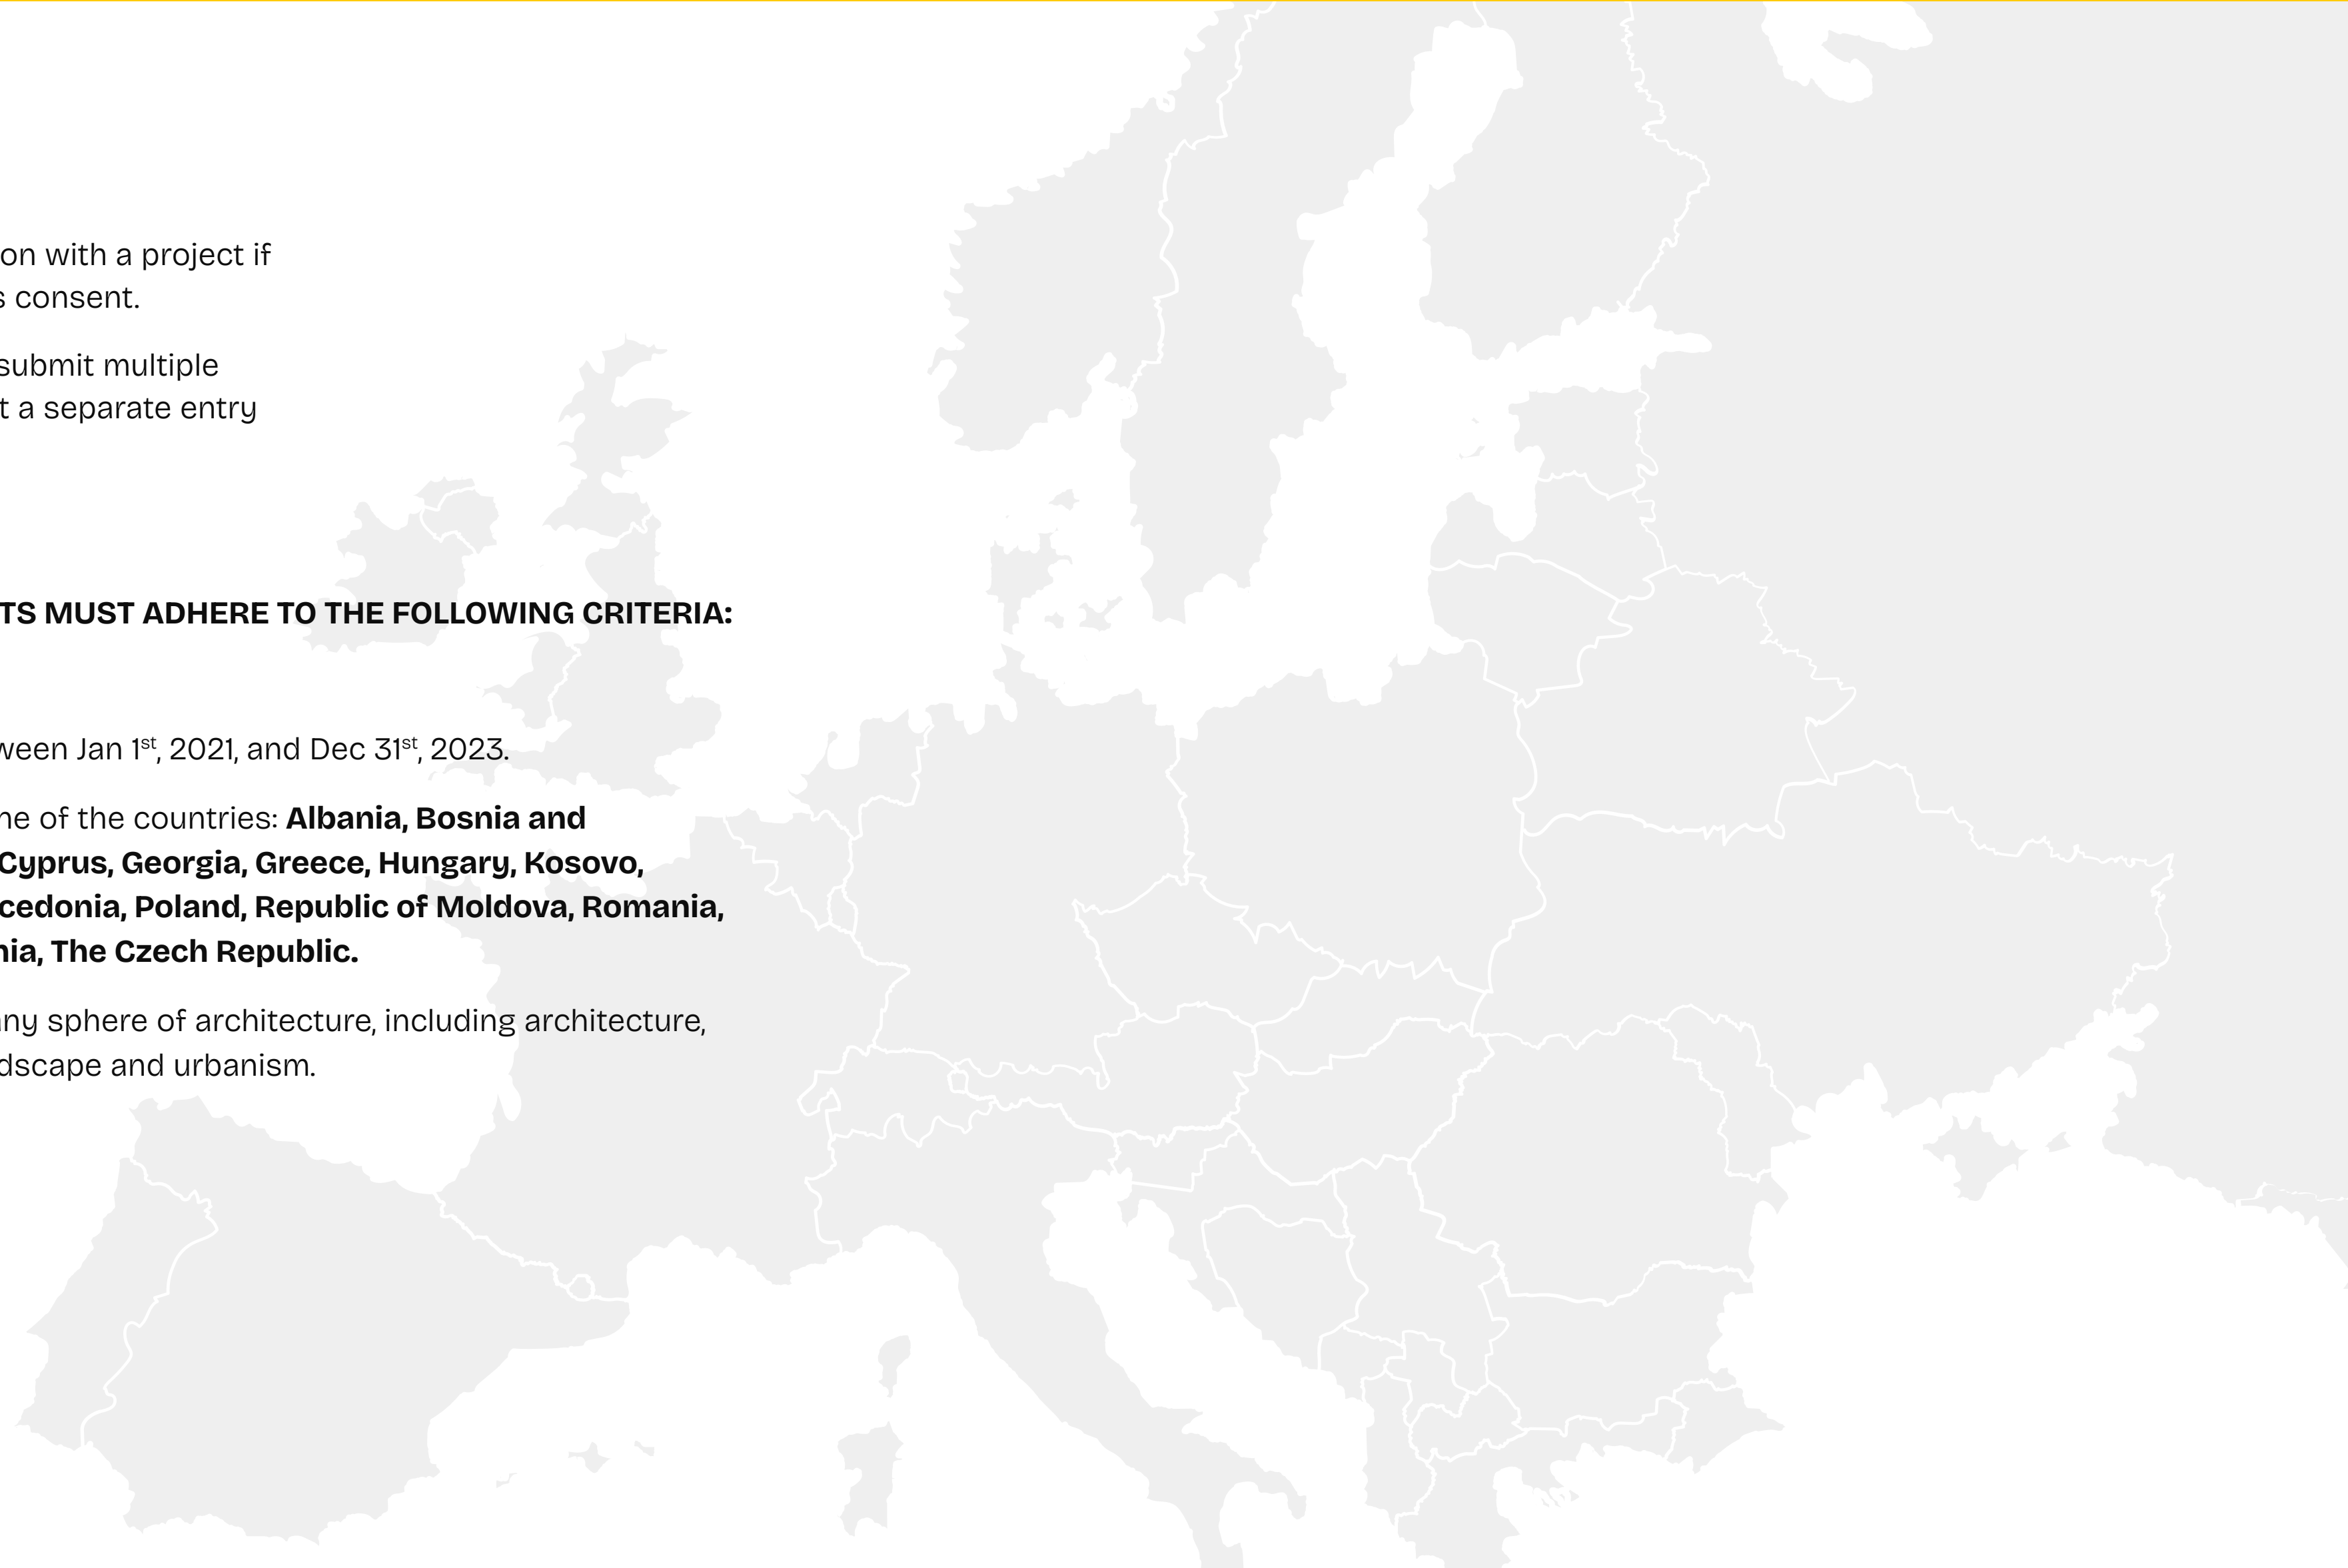 on with a project if
s consent.
submit multiple
t a separate entry
TS MUST ADHERE TO THE FOLLOWING CRITERIA:
ween Jan 1st, 2021, and Dec 31st, 2023.
ne of the countries: Albania, Bosnia and
Cyprus, Georgia, Greece, Hungary, Kosovo,
cedonia, Poland, Republic of Moldova, Romania,
nia, The Czech Republic.
any sphere of architecture, including architecture,
dscape and urbanism.